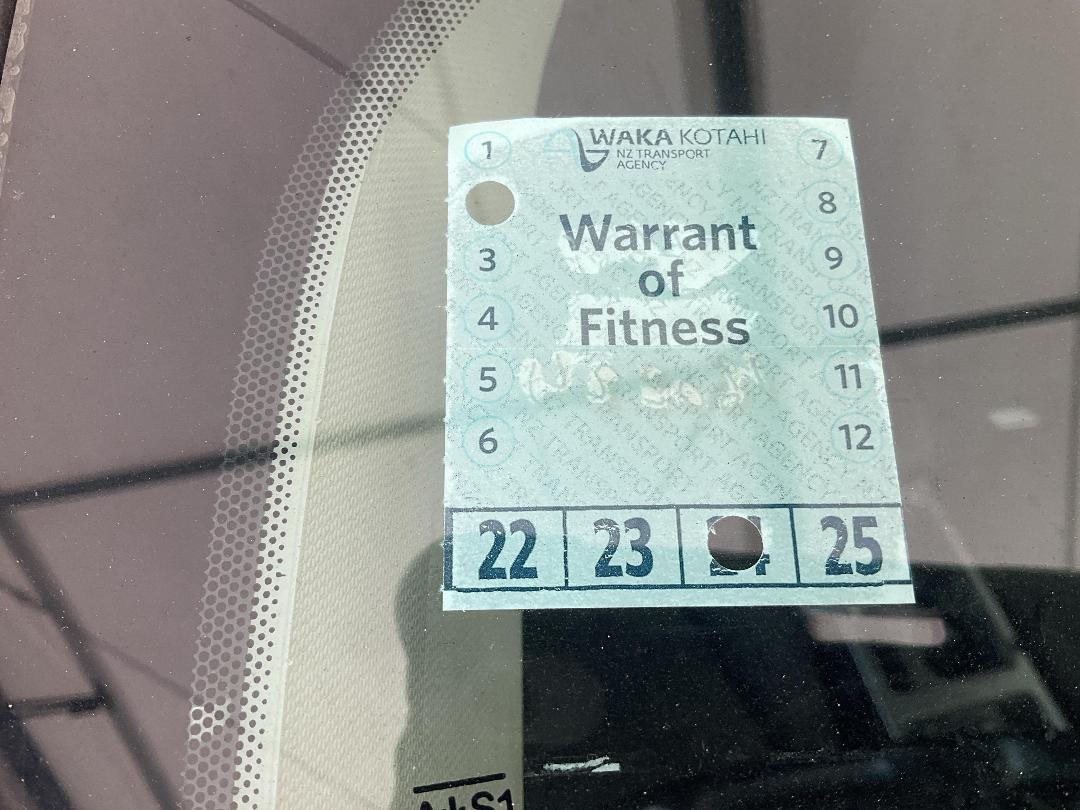 WAKA KOTAHI
NZ TRANSPORT
AGENCY
1
7
8
Warrant
of
Fitness
3
9
4
10
5
11
6
12
22 23 24 25